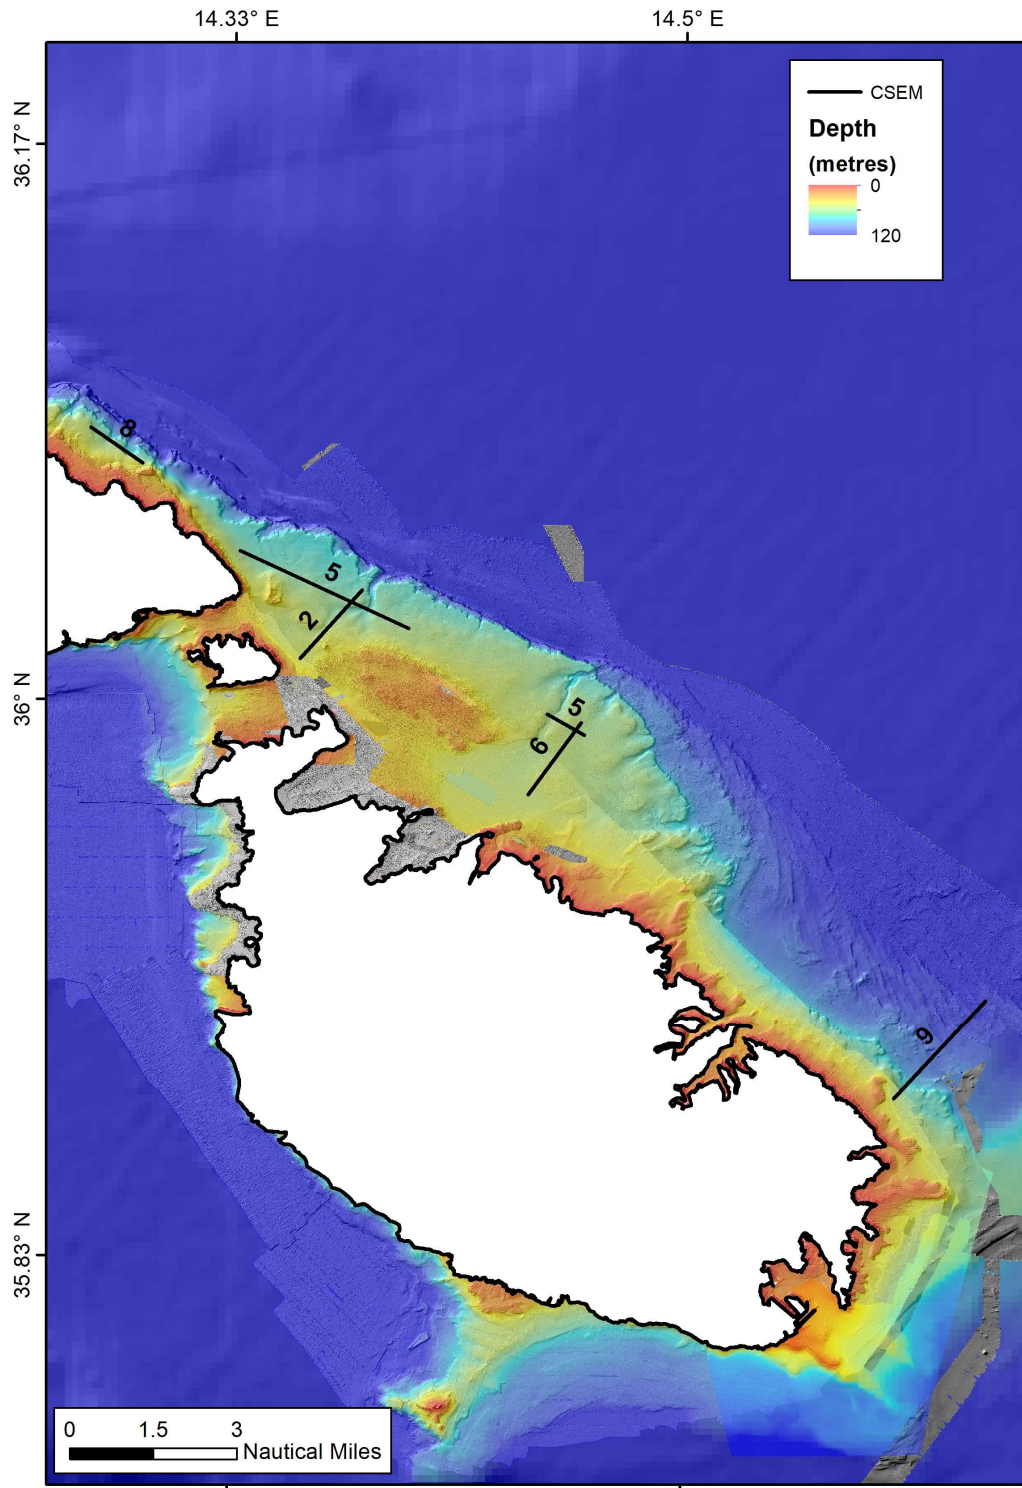 14.33° E
14.5° E
CSEM
Depth
(metres)
0
120
36.17° N
8
5
2
36° N
5
6
9
35.83° N
0 1.5 3
Nautical Miles